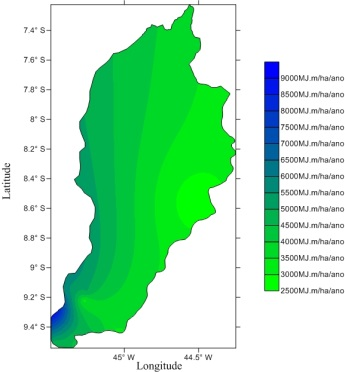 7.4° S
7.6° S
7.8° S
8° S
8.2° S
8.4° S
8.6° S
8.8° S
9° S
9.2° S
9.4° S
Latitude
45° W
44.5° W
Longitude
9000MJ.m/ha/ano
8500MJ.m/ha/ano
8000MJ.m/ha/ano
7500MJ.m/ha/ano
7000MJ.m/ha/ano
6500MJ.m/ha/ano
6000MJ.m/ha/ano
5500MJ.m/ha/ano
5000MJ.m/ha/ano
4500MJ.m/ha/ano
4000MJ.m/ha/ano
3500MJ.m/ha/ano
3000MJ.m/ha/ano
2500MJ.m/ha/ano